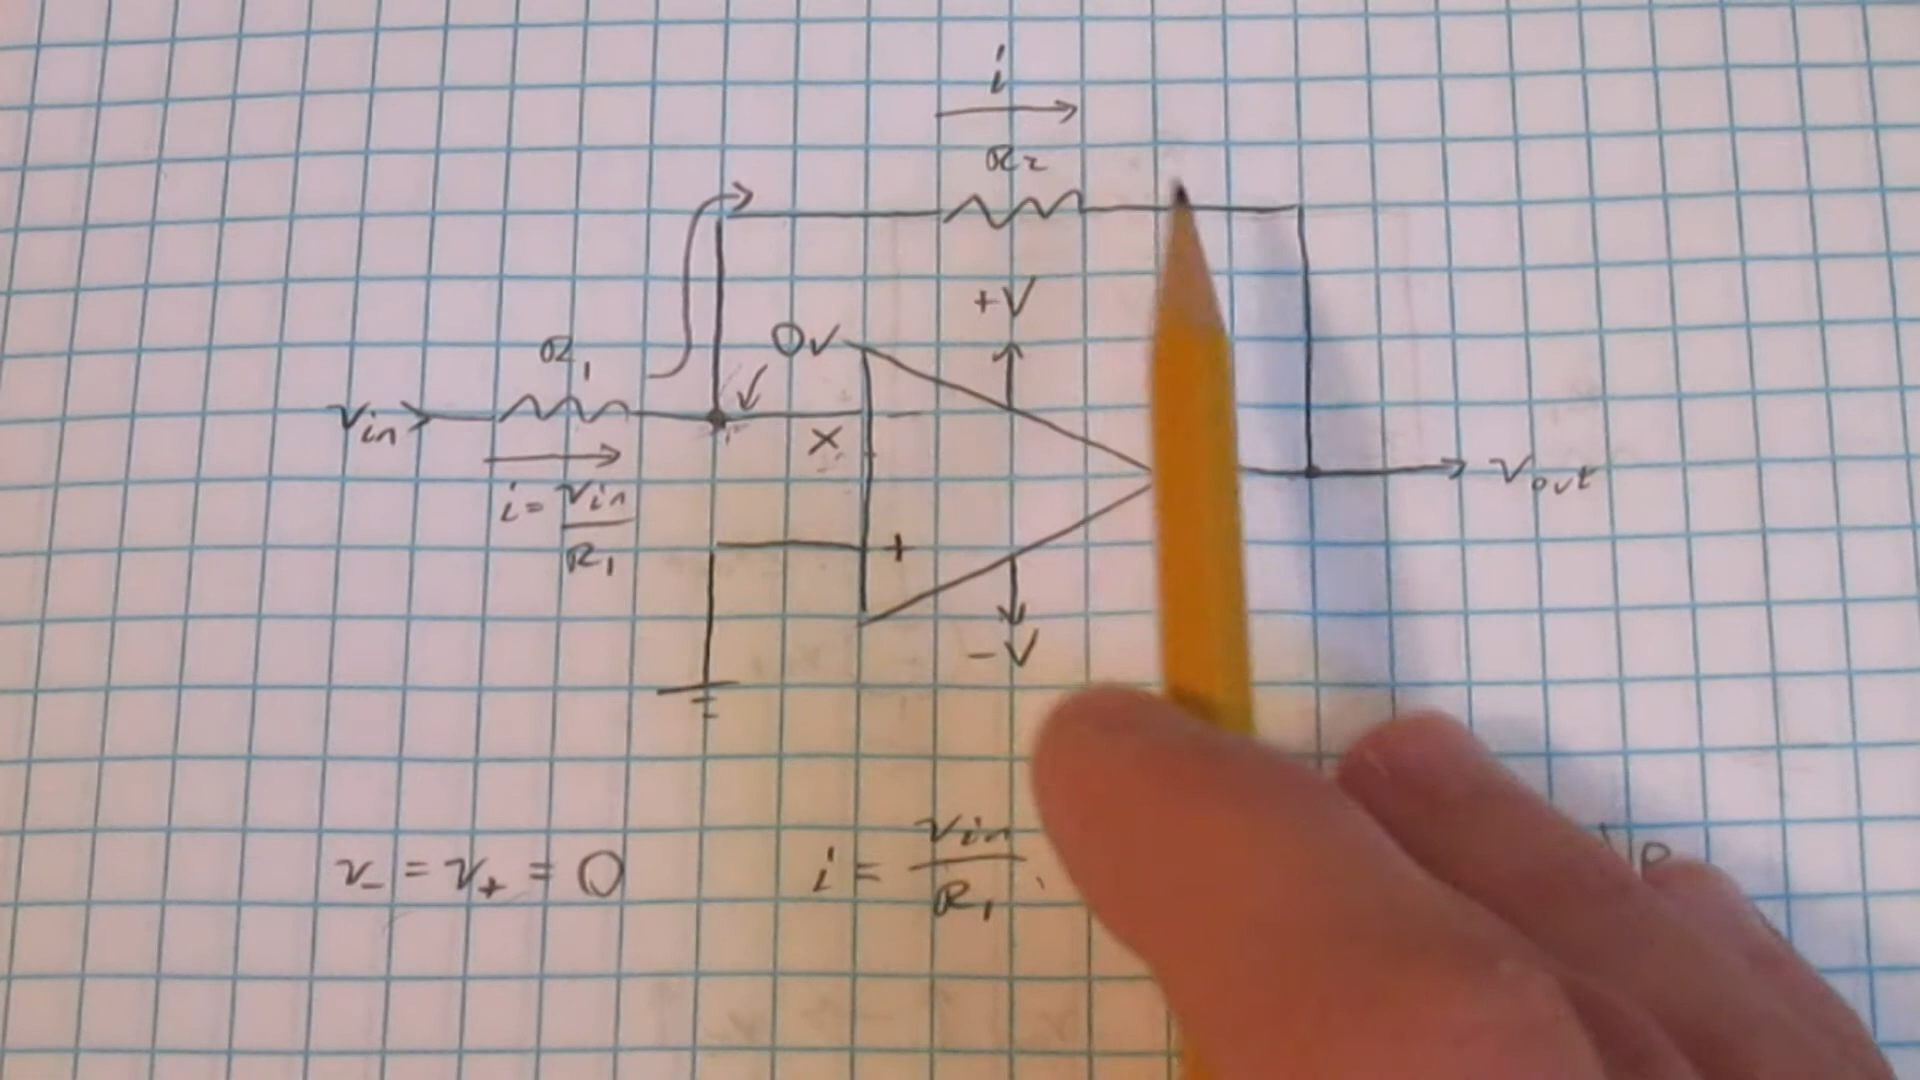 i
R2
+V
0v
R1
vin
-
x
i = vin / R1
+
vout
-V
v- = v+ = 0
i = vin / R1